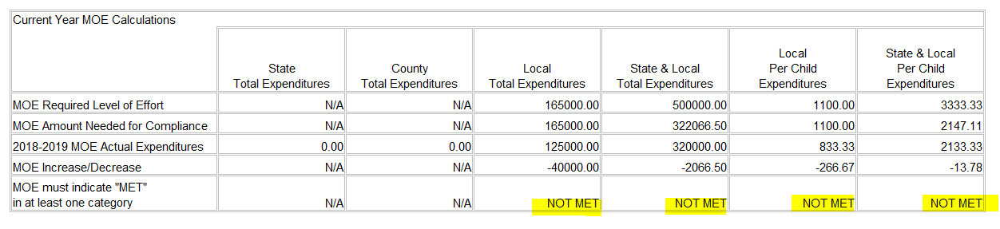 Current Year MOE Calculations
State
Total Expenditures
County
Total Expenditures
Local
Total Expenditures
State & Local
Total Expenditures
Local
Per Child
Expenditures
State & Local
Per Child
Expenditures
MOE Required Level of Effort N/A N/A 165000.00 500000.00 1100.00 3333.33
MOE Amount Needed for Compliance N/A N/A 165000.00 322066.50 1100.00 2147.11
2018-2019 MOE Actual Expenditures 0.00 0.00 125000.00 320000.00 833.33 2133.33
MOE Increase/Decrease N/A N/A -40000.00 -2066.50 -266.67 -13.78
MOE must indicate "MET"
in at least one category N/A N/A NOT MET NOT MET NOT MET NOT MET